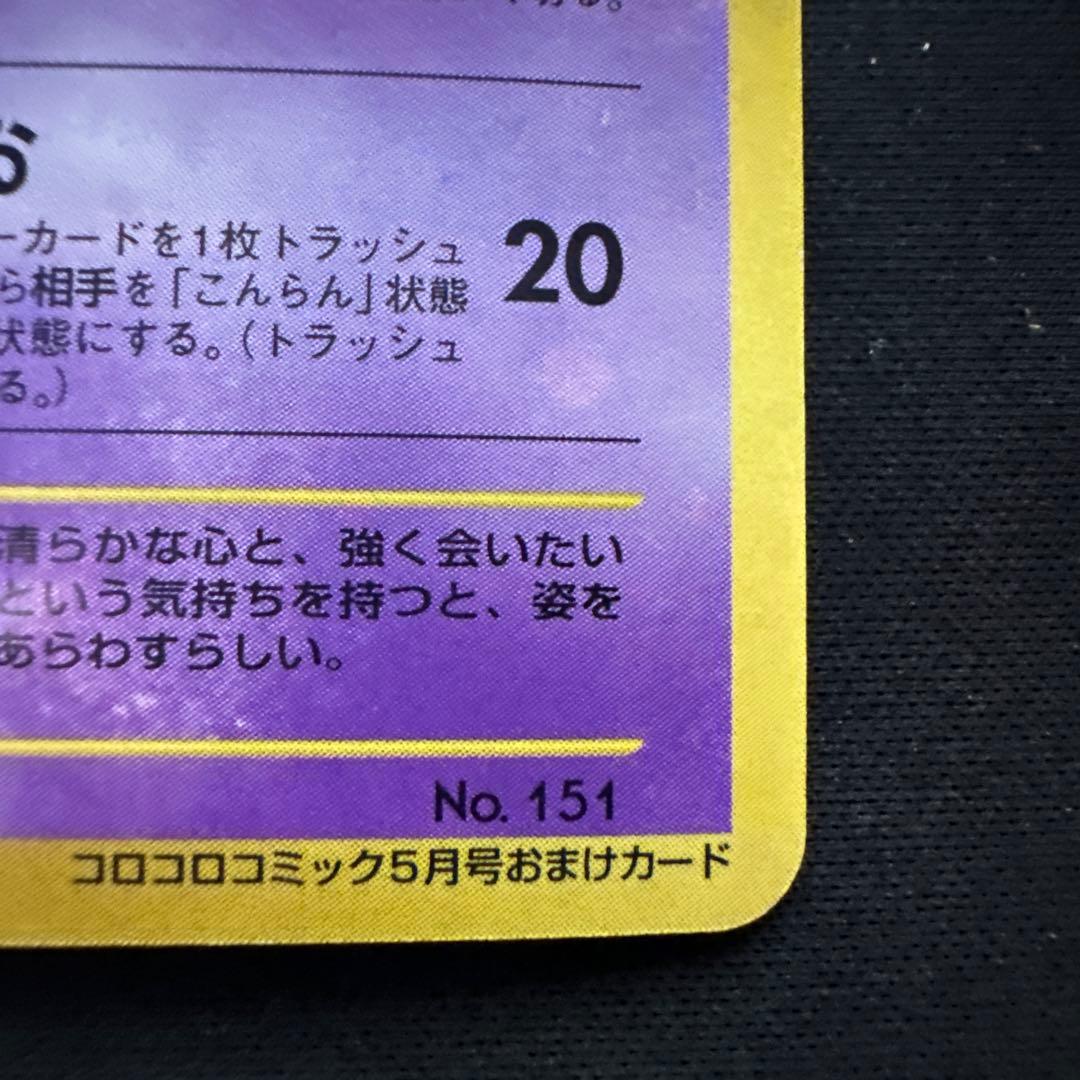 お
ーカードを1枚トラッシュ
20
ら相手を「こんらん」状態
状態にする。(トラッシュ
る。)
清らかな心と、強く会いたい
という気持ちを持つと、姿を
あらわすらしい。
No. 151
コロコロコミック5月号おまけカード